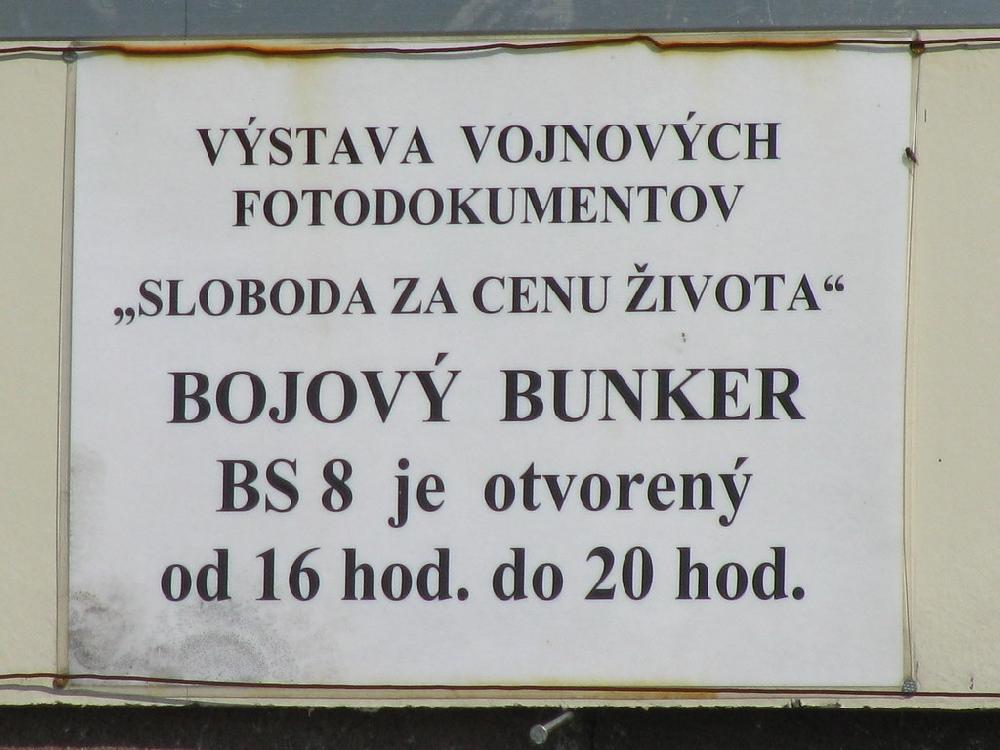 VÝSTAVA VOJNOVÝCH
FOTODOKUMENTOV
„SLOBODA ZA CENU ŽIVOTA“
BOJOVÝ BUNKER
BS 8 je otvorený
od 16 hod. do 20 hod.